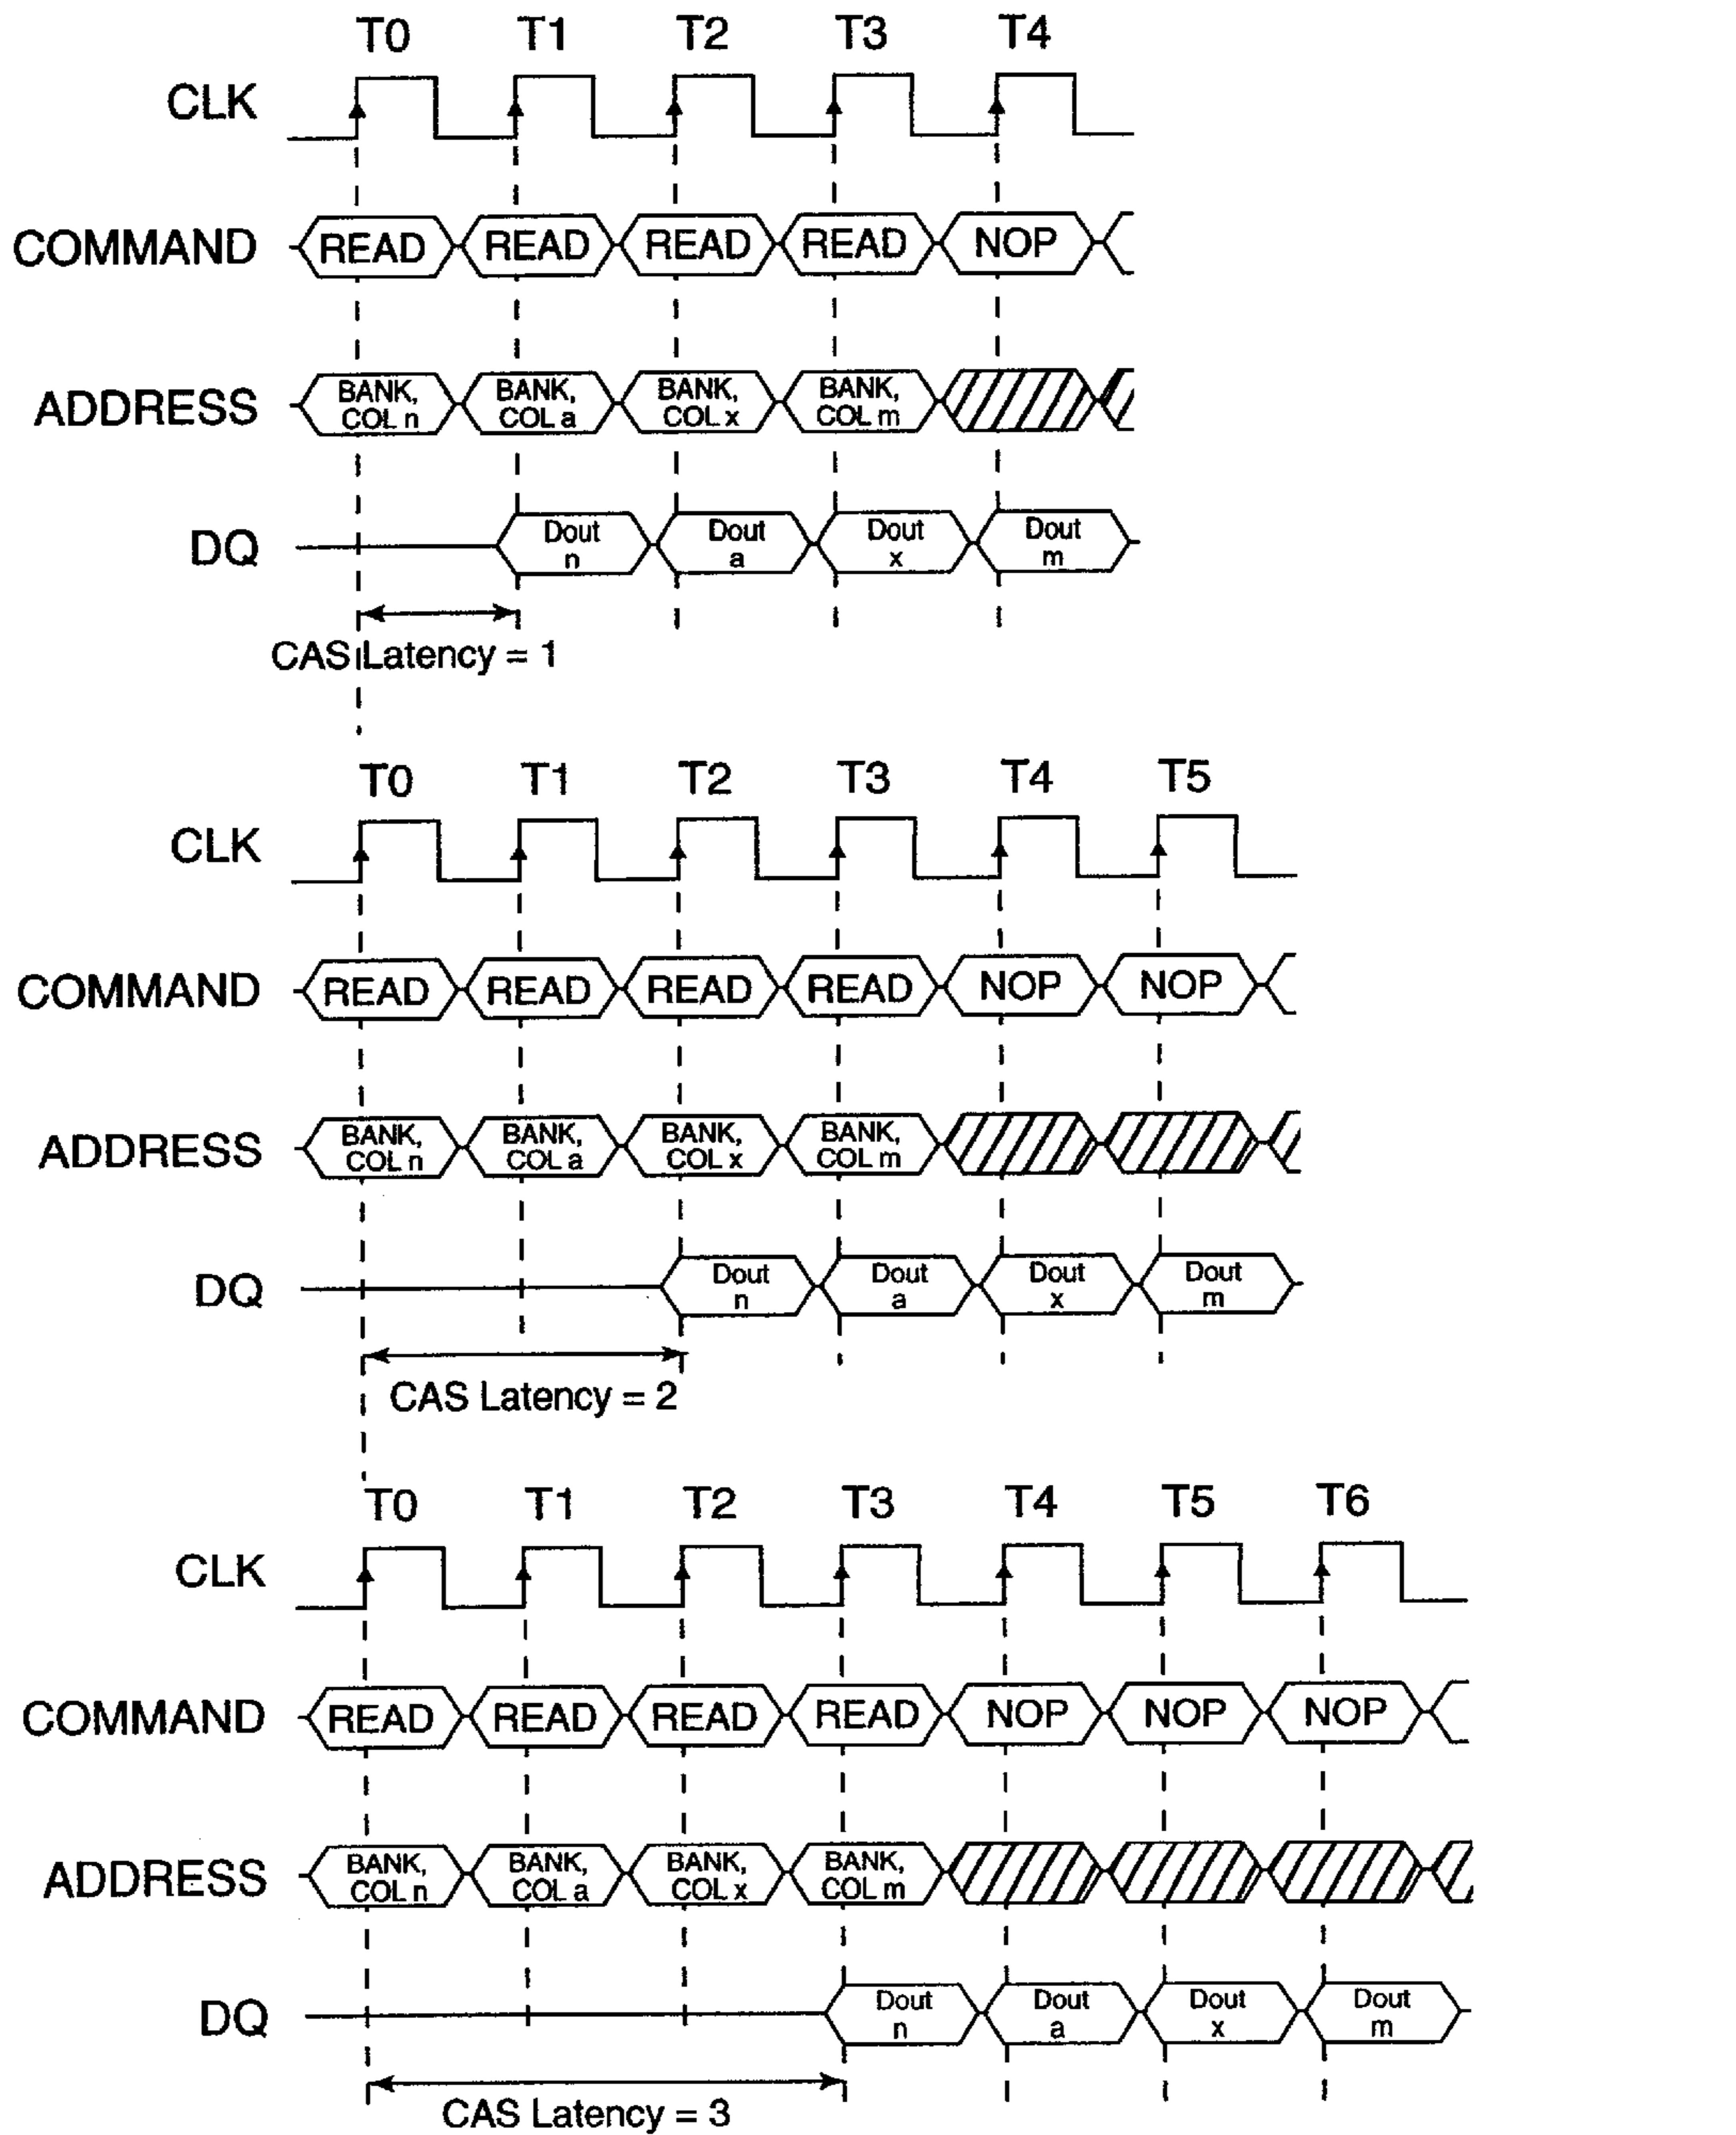 T0 T1 T2 T3 T4
CLK
COMMAND READ READ READ READ NOP
ADDRESS BANK, COL n BANK, COL a BANK, COL x BANK, COL m
DQ Dout n Dout a Dout x Dout m
CAS Latency = 1
T0 T1 T2 T3 T4 T5
CLK
COMMAND READ READ READ READ NOP NOP
ADDRESS BANK, COL n BANK, COL a BANK, COL x BANK, COL m
DQ Dout n Dout a Dout x Dout m
CAS Latency = 2
T0 T1 T2 T3 T4 T5 T6
CLK
COMMAND READ READ READ READ NOP NOP NOP
ADDRESS BANK, COL n BANK, COL a BANK, COL x BANK, COL m
DQ Dout n Dout a Dout x Dout m
CAS Latency = 3